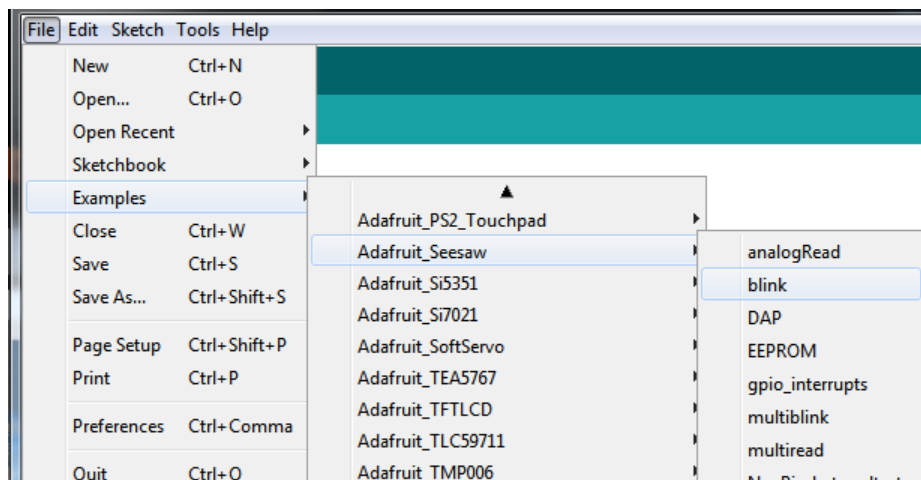 File Edit Sketch Tools Help
New Ctrl+N
Open... Ctrl+O
Open Recent
Sketchbook
Examples
Close Ctrl+W
Save Ctrl+S
Save As... Ctrl+Shift+S
Page Setup Ctrl+Shift+P
Print Ctrl+P
Preferences Ctrl+Comma
Quit
Adafruit_PS2_Touchpad
Adafruit_Seesaw
Adafruit_Si5351
Adafruit_Si7021
Adafruit_SoftServo
Adafruit_TEA5767
Adafruit_TFTLCD
Adafruit_TLC59711
Adafruit_TMP006
analogRead
blink
DAP
EEPROM
gpio_interrupts
multiblink
multiread